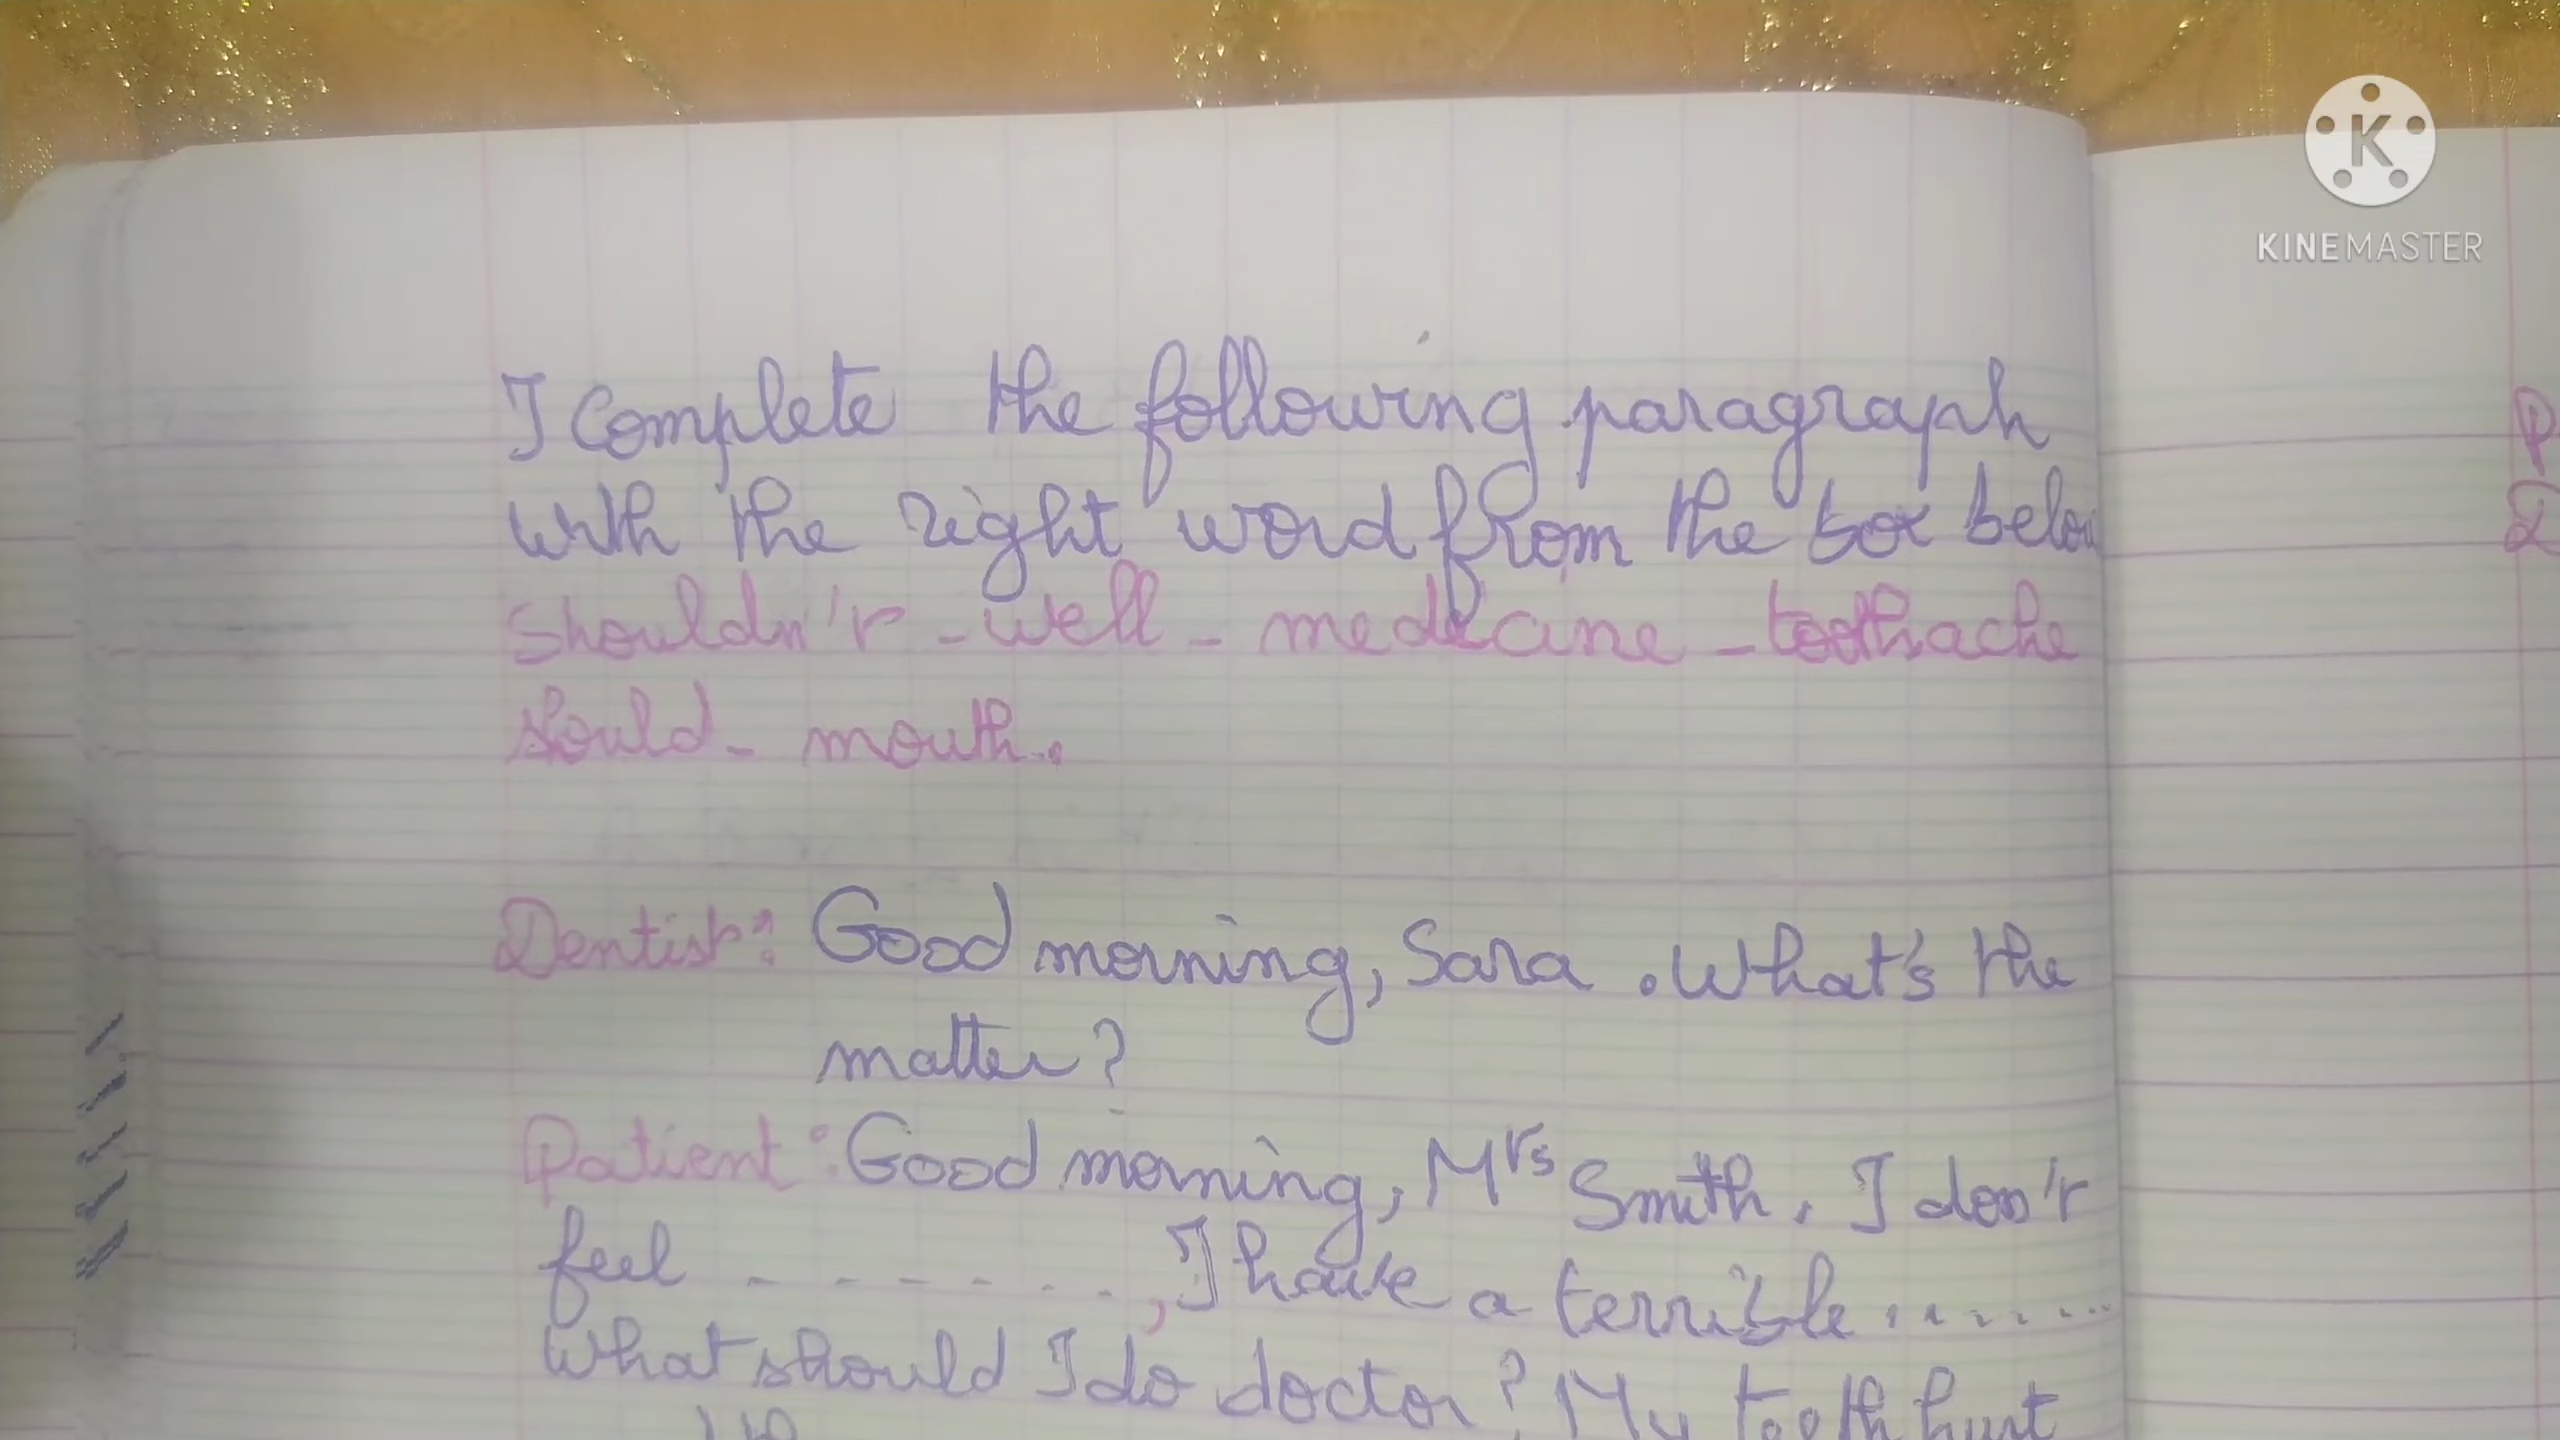 KINEMASTER
I Complete the following paragraph
with the right word from the box below
shouldn't - well - medicine - toothache
sould - mouth.
Dentist: Good morning, Sara. What's the
matter?
Patient: Good morning, Mrs Smith. I don't
feel - - - - - - -, I have a terrible .......
What should I do doctor? My tooth hurt